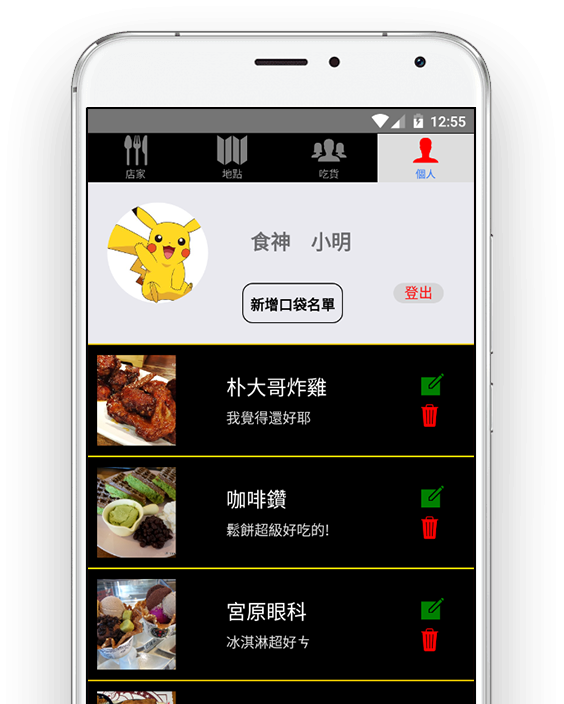 12:55
店家 地點 吃貨 個人
食神 小明
新增口袋名單 登出
朴大哥炸雞
我覺得還好耶
咖啡鑽
鬆餅超級好吃的!
宮原眼科
冰淇淋超好ㄘ